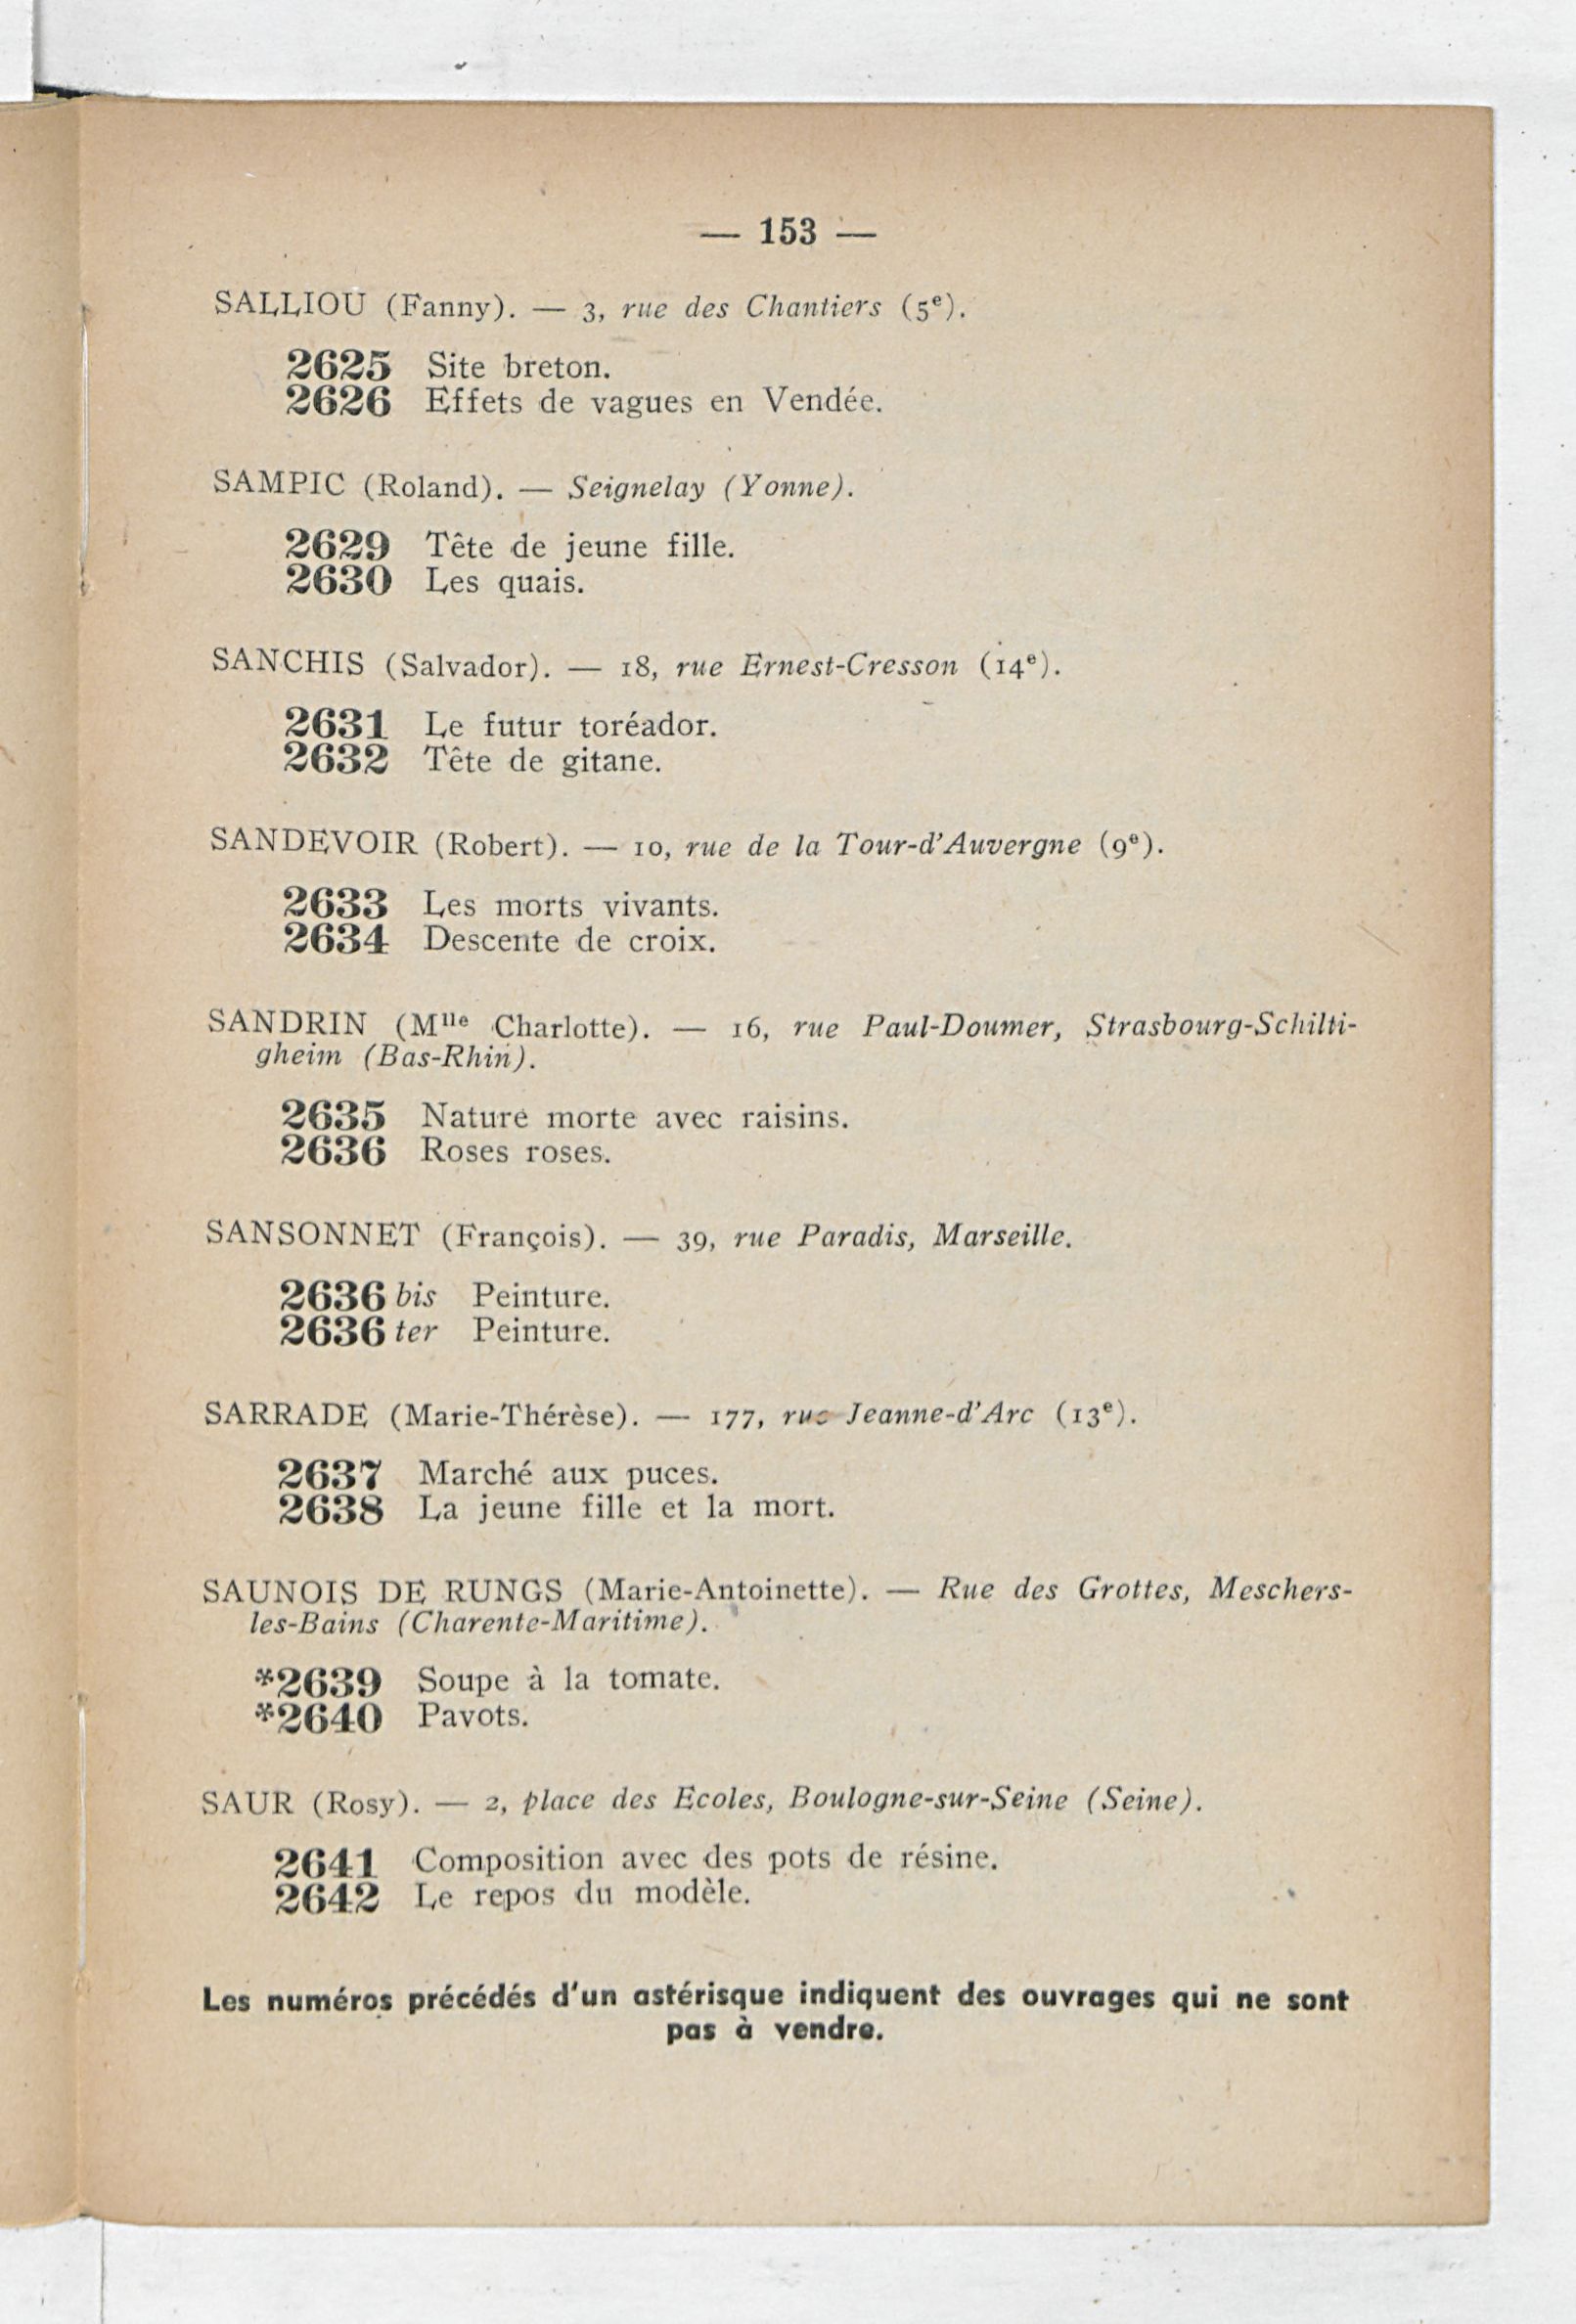 — 153 —
SALLIOU (Fanny). — 3, rue des Chantiers (5e).
2625 Site breton.
2626 Effets de vagues en Vendée.
SAMPIC (Roland). — Seignelay (Yonne).
2629 Tête de jeune fille.
2630 Les quais.
SANCHIS (Salvador). — 18, rue Ernest-Cresson (14e).
2631 Le futur toréador.
2632 Tête de gitane.
SANDEVOIR (Robert). — 10, rue de la Tour-d'Auvergne (9e).
2633 Les morts vivants.
2634 Descente de croix.
SANDRIN (Mlle Charlotte). — 16, rue Paul-Doumer, Strasbourg-Schilti-
gheim (Bas-Rhin).
2635 Nature morte avec raisins.
2636 Roses roses.
SANSONNET (François). — 39, rue Paradis, Marseille.
2636 bis Peinture.
2636 ter Peinture.
SARRADE (Marie-Thérèse). — 177, rue Jeanne-d'Arc (13e).
2637 Marché aux puces.
2638 La jeune fille et la mort.
SAUNOIS DE RUNGS (Marie-Antoinette). — Rue des Grottes, Meschers-
les-Bains (Charente-Maritime).
*2639 Soupe à la tomate.
*2640 Pavots.
SAUR (Rosy). — 2, place des Ecoles, Boulogne-sur-Seine (Seine).
2641 Composition avec des pots de résine.
2642 Le repos du modèle.
Les numéros précédés d'un astérisque indiquent des ouvrages qui ne sont
pas à vendre.